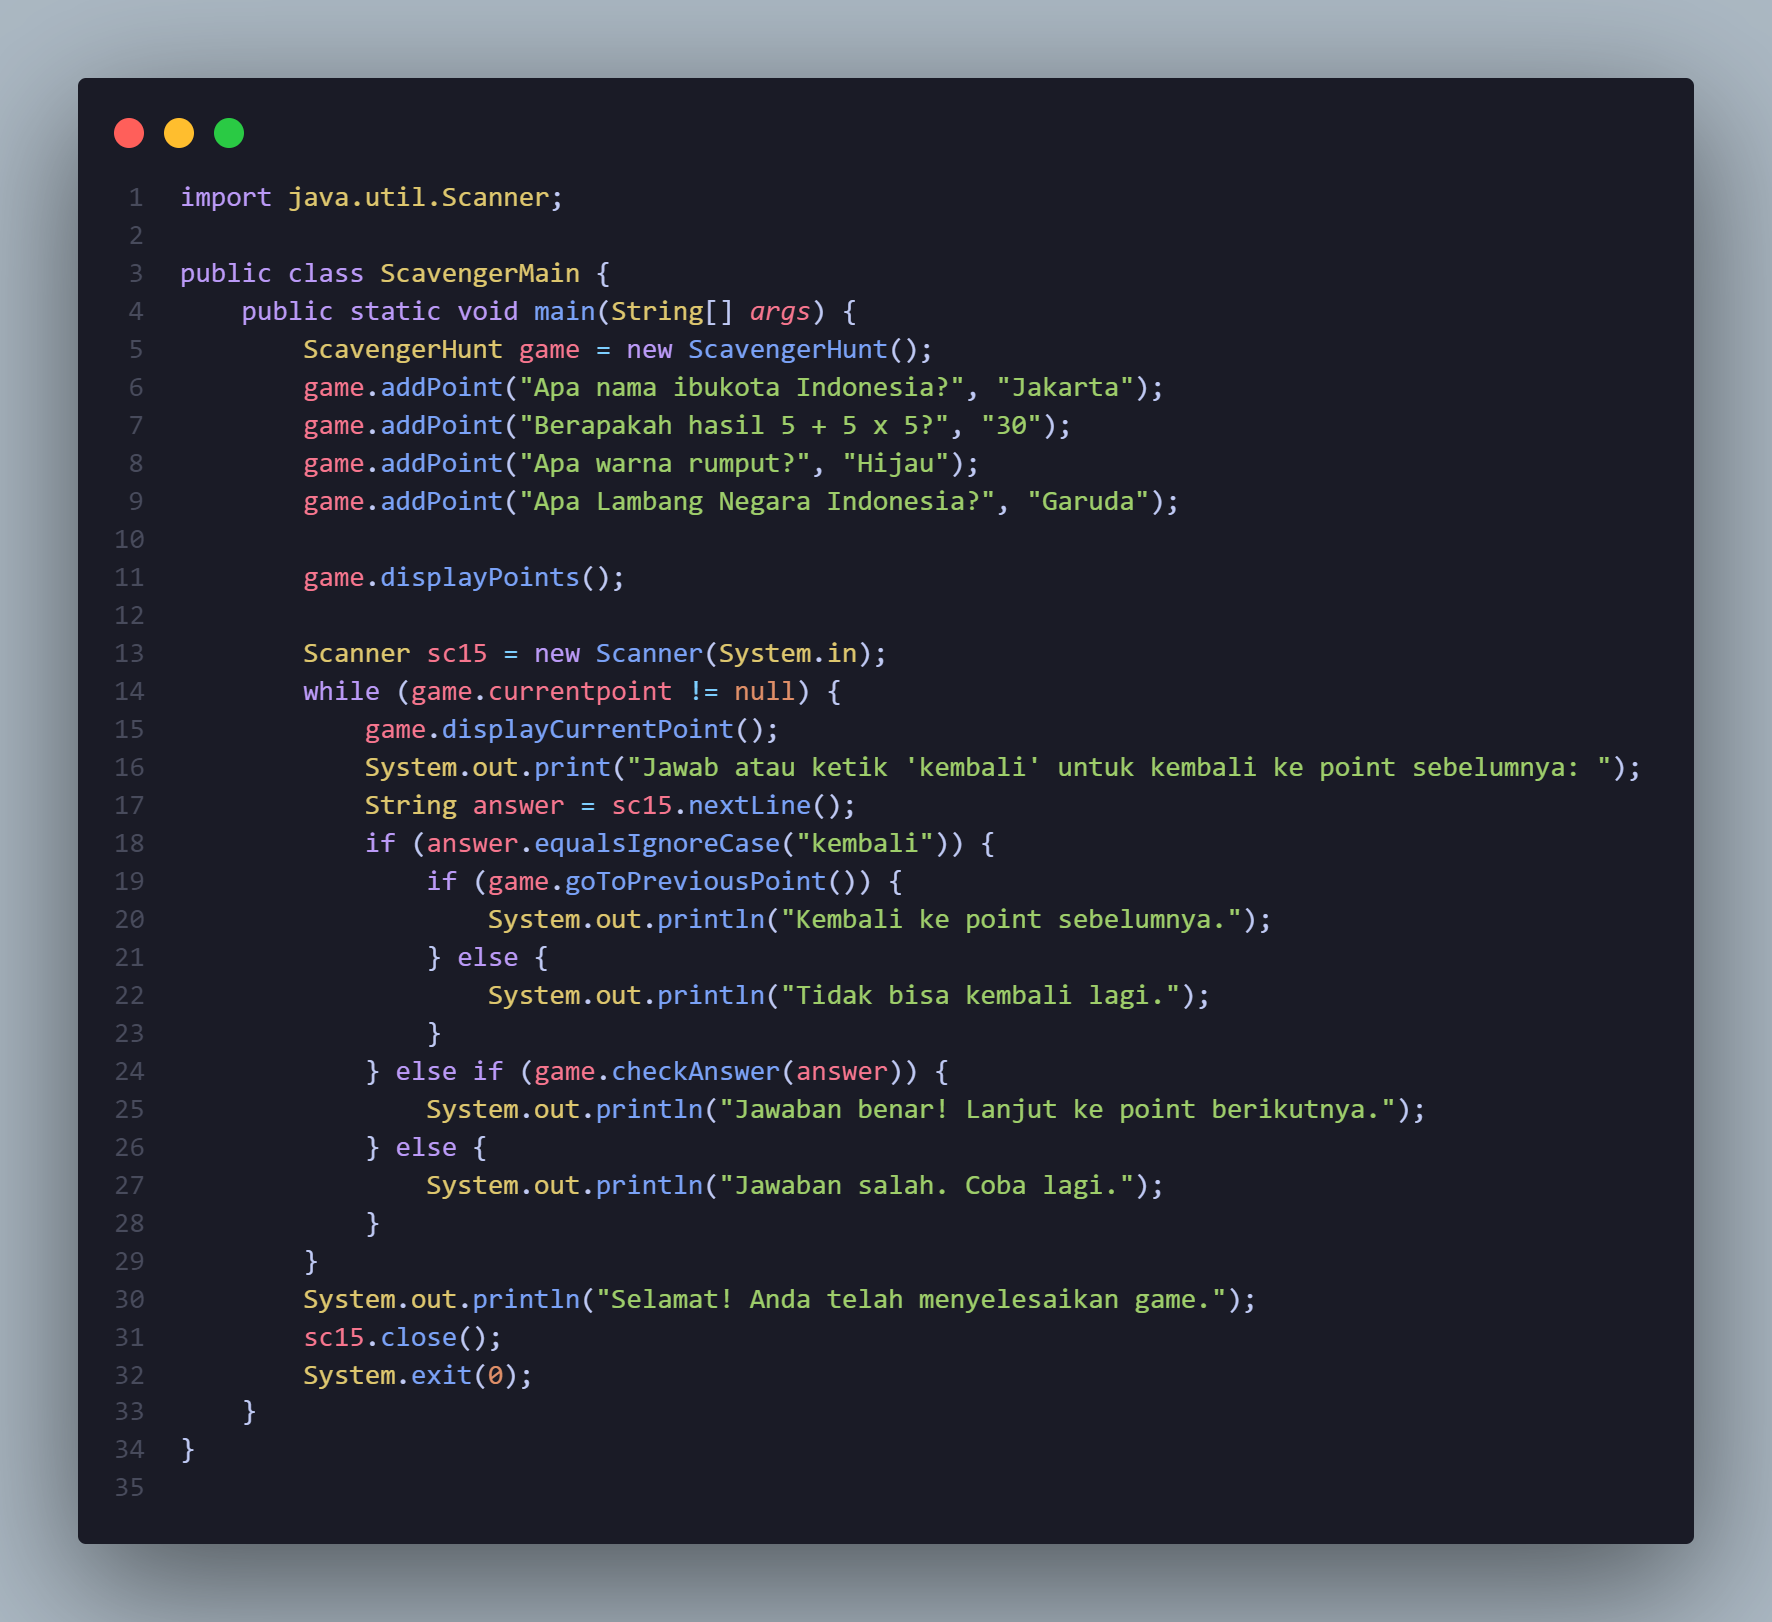 1 import java.util.Scanner;
2
3 public class ScavengerMain {
4     public static void main(String[] args) {
5         ScavengerHunt game = new ScavengerHunt();
6         game.addPoint("Apa nama ibukota Indonesia?", "Jakarta");
7         game.addPoint("Berapakah hasil 5 + 5 x 5?", "30");
8         game.addPoint("Apa warna rumput?", "Hijau");
9         game.addPoint("Apa Lambang Negara Indonesia?", "Garuda");
10
11         game.displayPoints();
12
13         Scanner sc15 = new Scanner(System.in);
14         while (game.currentpoint != null) {
15             game.displayCurrentPoint();
16             System.out.print("Jawab atau ketik 'kembali' untuk kembali ke point sebelumnya: ");
17             String answer = sc15.nextLine();
18             if (answer.equalsIgnoreCase("kembali")) {
19                 if (game.goToPreviousPoint()) {
20                     System.out.println("Kembali ke point sebelumnya.");
21                 } else {
22                     System.out.println("Tidak bisa kembali lagi.");
23                 }
24             } else if (game.checkAnswer(answer)) {
25                 System.out.println("Jawaban benar! Lanjut ke point berikutnya.");
26             } else {
27                 System.out.println("Jawaban salah. Coba lagi.");
28             }
29         }
30         System.out.println("Selamat! Anda telah menyelesaikan game.");
31         sc15.close();
32         System.exit(0);
33     }
34 }
35